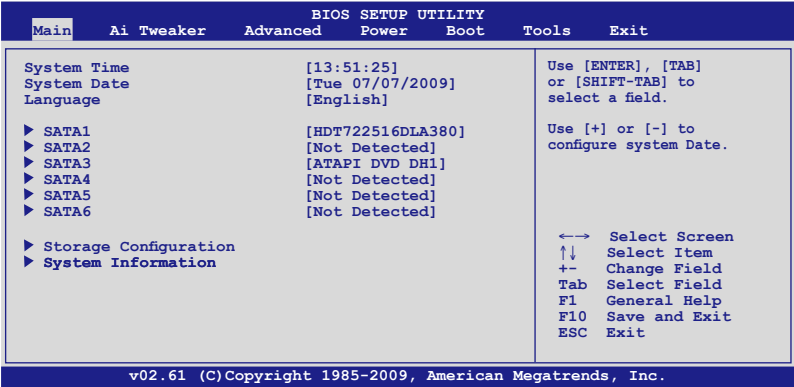 BIOS SETUP UTILITY
Main Ai Tweaker Advanced Power Boot Tools Exit
System Time [13:51:25]
System Date [Tue 07/07/2009]
Language [English]
SATA1 [HDT722516DLA380]
SATA2 [Not Detected]
SATA3 [ATAPI DVD DH1]
SATA4 [Not Detected]
SATA5 [Not Detected]
SATA6 [Not Detected]
Storage Configuration
System Information
Use [ENTER], [TAB]
or [SHIFT-TAB] to
select a field.
Use [+] or [-] to
configure system Date.
←→ Select Screen
↑↓ Select Item
+- Change Field
Tab Select Field
F1 General Help
F10 Save and Exit
ESC Exit
v02.61 (C)Copyright 1985-2009, American Megatrends, Inc.